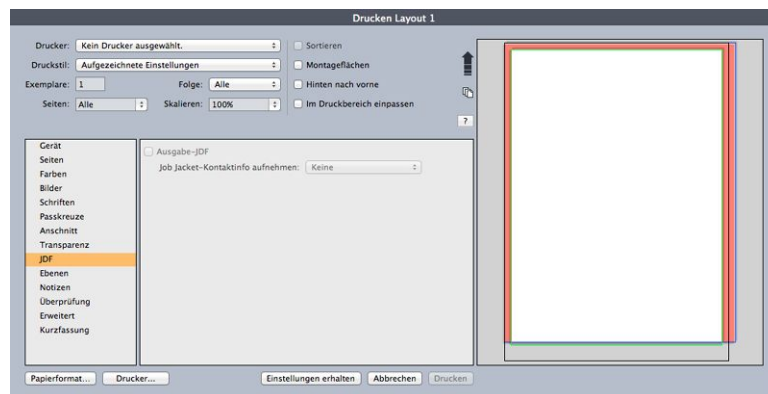 Drucken Layout 1
Drucker: Kein Drucker ausgewählt.
Sortieren
Druckstil: Aufgezeichnete Einstellungen
Montageflächen
Exemplare: 1 Folge: Alle
Hinten nach vorne
Seiten: Alle Skalieren: 100%
Im Druckbereich einpassen
?
Gerät
Seiten
Farben
Bilder
Schriften
Passkreuze
Anschnitt
Transparenz
JDF
Ebenen
Notizen
Überprüfung
Erweitert
Kurzfassung
Ausgabe-JDF
Job Jacket-Kontaktinfo aufnehmen: Keine
Papierformat... Drucker... Einstellungen erhalten Abbrechen Drucken